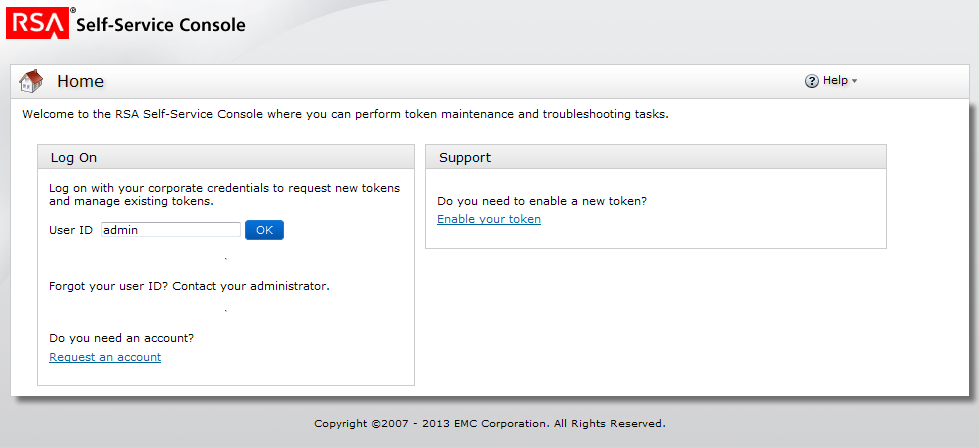 RSA® Self-Service Console
Home
Help
Welcome to the RSA Self-Service Console where you can perform token maintenance and troubleshooting tasks.
Log On
Log on with your corporate credentials to request new tokens
and manage existing tokens.
User ID admin OK
.
Forgot your user ID? Contact your administrator.
.
Do you need an account?
Request an account
Support
Do you need to enable a new token?
Enable your token
Copyright ©2007 - 2013 EMC Corporation. All Rights Reserved.